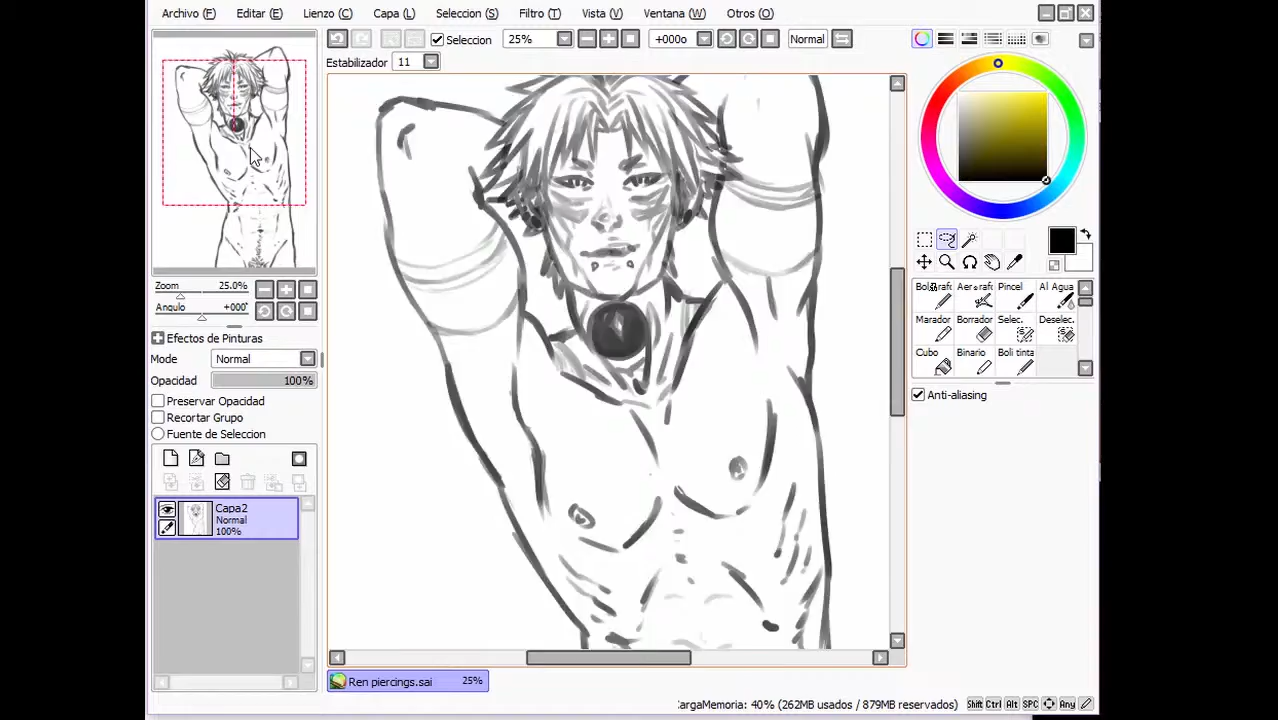 Archivo (F) Editar (E) Lienzo (C) Capa (L) Seleccion (S) Filtro (T) Vista (V) Ventana (W) Otros (O)
Seleccion 25% +000o Normal
Estabilizador 11
Zoom 25.0%
Angulo +000°
Efectos de Pinturas
Mode Normal
Opacidad 100%
Preservar Opacidad
Recortar Grupo
Fuente de Seleccion
Capa2
Normal
100%
Pincel Al Agua
Marador Borrador Selec. Deselec.
Cubo Binario Boli tinta
Anti-aliasing
Ren piercings.sai 25%
CargaMemoria: 40% (262MB usados / 879MB reservados) Shift Ctrl Alt SPC Any